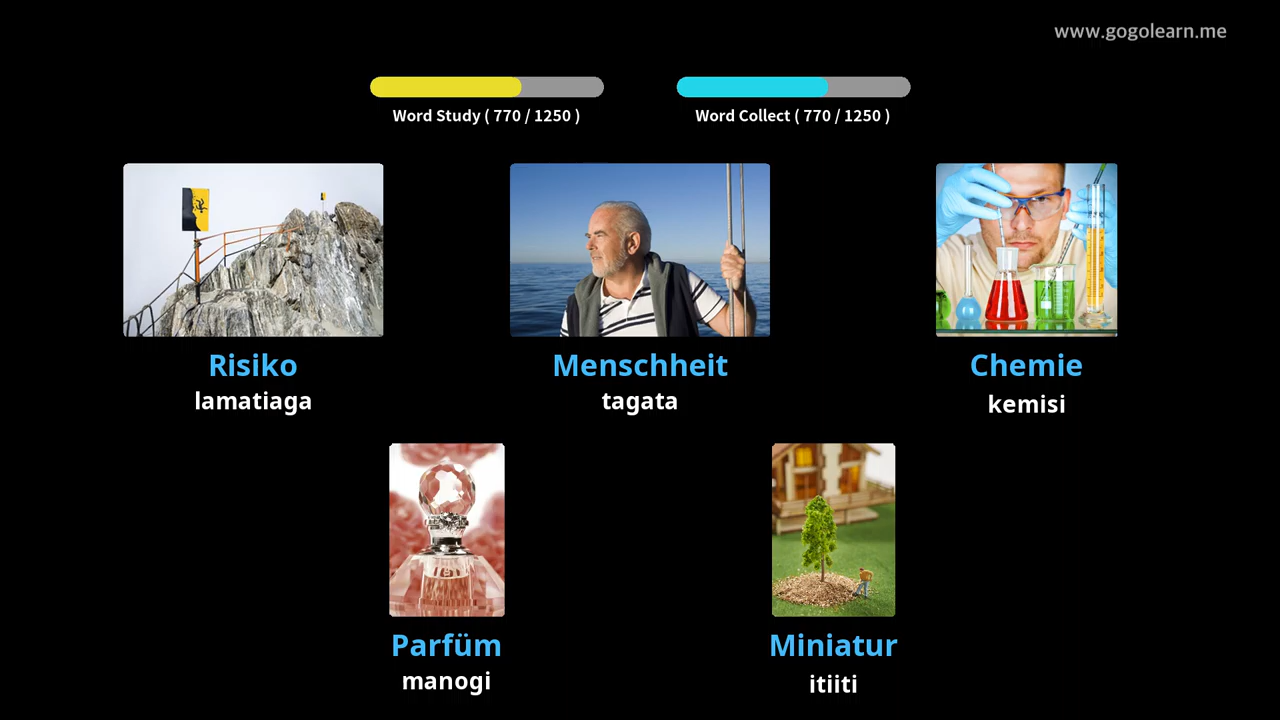 www.gogolearn.me
Word Study ( 770 / 1250 )
Word Collect ( 770 / 1250 )
Risiko
lamatiaga
Menschheit
tagata
Chemie
kemisi
Parfüm
manogi
Miniatur
itiiti